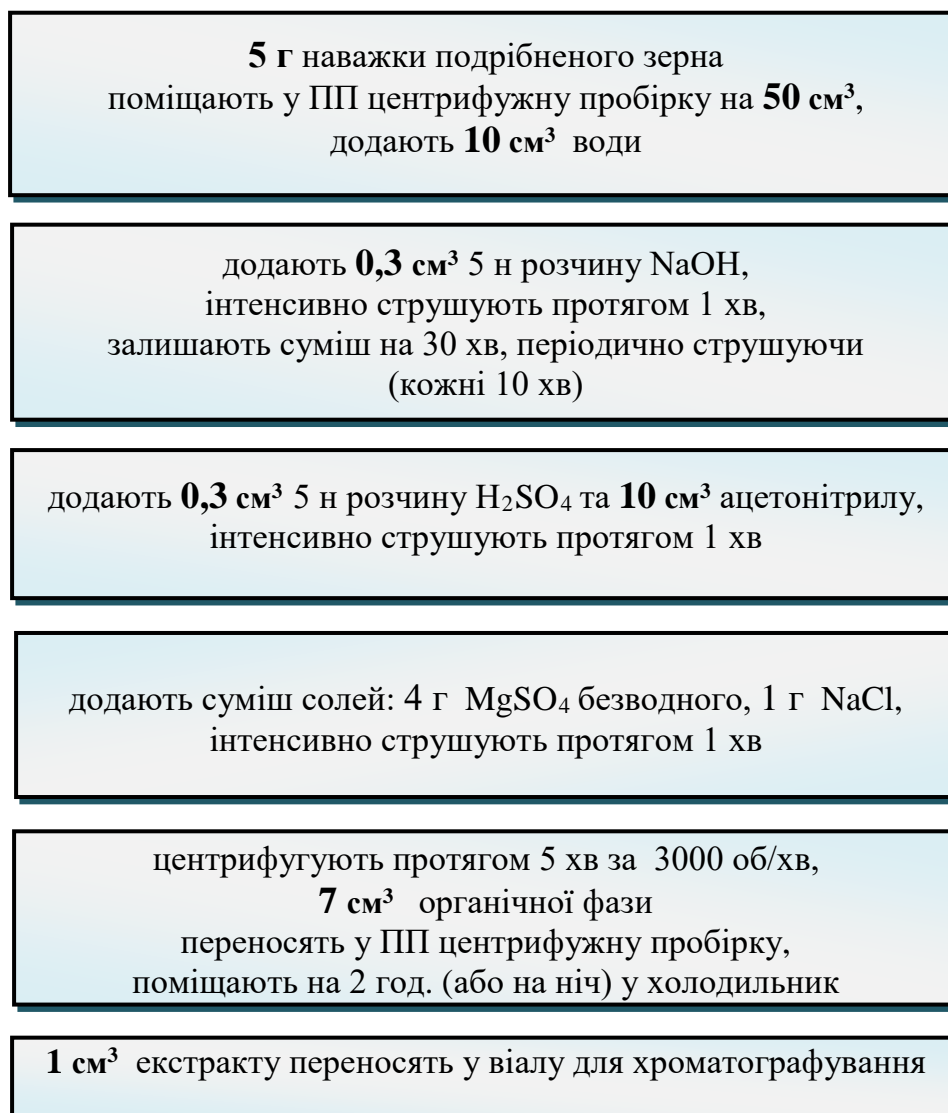 5 г наважки подрібненого зерна
поміщають у ПП центрифужну пробірку на 50 см³,
додають 10 см³ води
додають 0,3 см³ 5 н розчину NaOH,
інтенсивно струшують протягом 1 хв,
залишають суміш на 30 хв, періодично струшуючи
(кожні 10 хв)
додають 0,3 см³ 5 н розчину H₂SO₄ та 10 см³ ацетонітрилу,
інтенсивно струшують протягом 1 хв
додають суміш солей: 4 г MgSO₄ безводного, 1 г NaCl,
інтенсивно струшують протягом 1 хв
центрифугують протягом 5 хв за 3000 об/хв,
7 см³ органічної фази
переносять у ПП центрифужну пробірку,
поміщають на 2 год. (або на ніч) у холодильник
1 см³ екстракту переносять у віалу для хроматографування